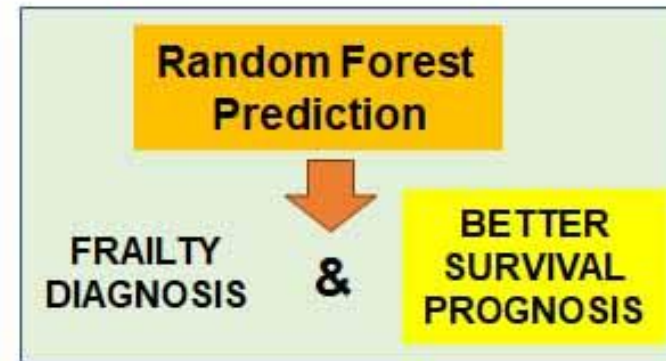 Random Forest
Prediction
FRAILTY
DIAGNOSIS
&
BETTER
SURVIVAL
PROGNOSIS